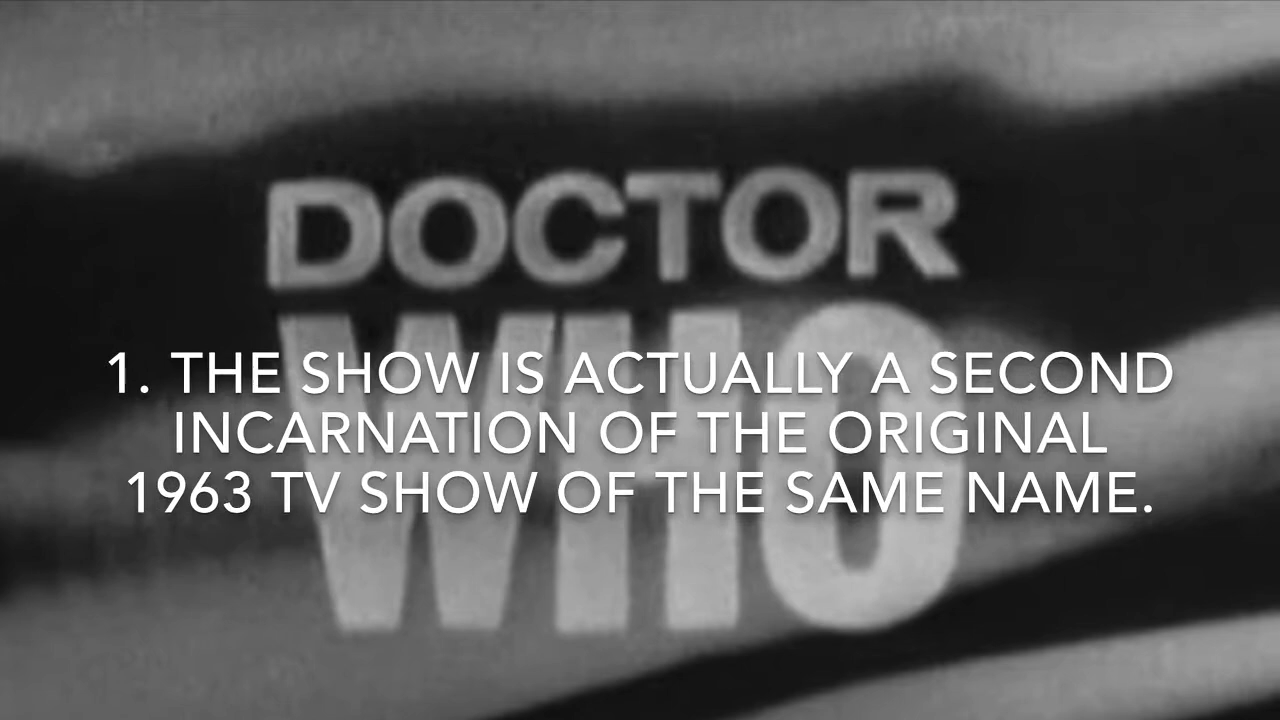 DOCTOR
WHO
1. THE SHOW IS ACTUALLY A SECOND
INCARNATION OF THE ORIGINAL
1963 TV SHOW OF THE SAME NAME.